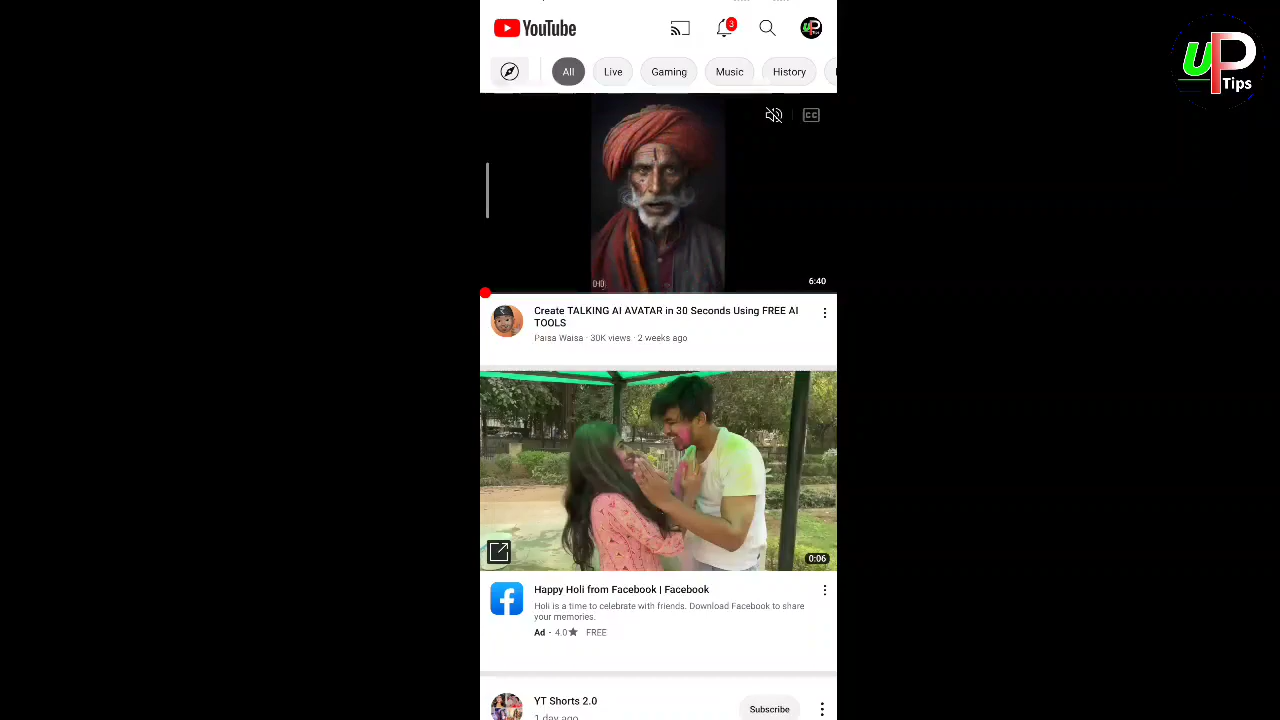 YouTube
3
uP
All
Live
Gaming
Music
History
uP
Tips
CC
6:40
Create TALKING AI AVATAR in 30 Seconds Using FREE AI
TOOLS
Paisa Waisa · 30K views · 2 weeks ago
0:06
Happy Holi from Facebook | Facebook
Holi is a time to celebrate with friends. Download Facebook to share
your memories.
Ad · 4.0★ FREE
YT Shorts 2.0
Subscribe
1 day ago